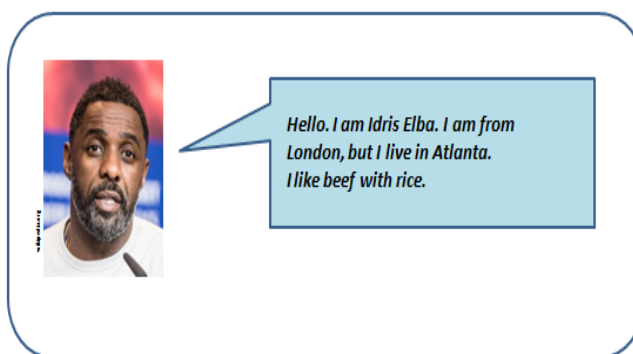 Hello. I am Idris Elba. I am from
London, but I live in Atlanta.
I like beef with rice.